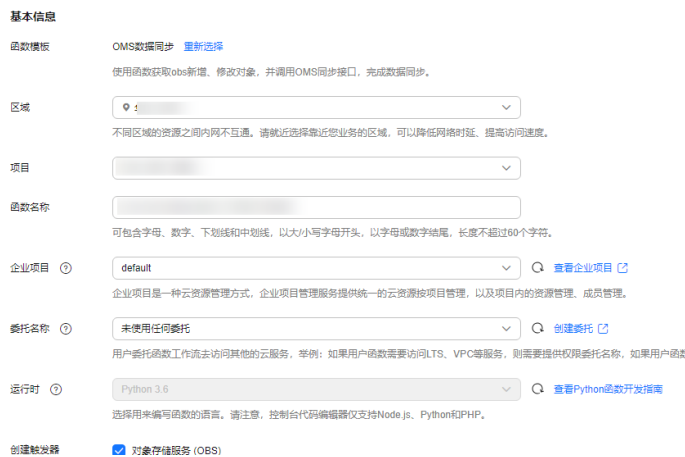 基本信息
函数模板 OMS数据同步 重新选择
使用函数获取obs新增、修改对象，并调用OMS同步接口，完成数据同步。
区域
不同区域的资源之间内网不互通。请就近选择靠近您业务的区域，可以降低网络时延、提高访问速度。
项目
函数名称
可包含字母、数字、下划线和中划线，以大/小写字母开头，以字母或数字结尾，长度不超过60个字符。
企业项目 default 查看企业项目
企业项目是一种云资源管理方式，企业项目管理服务提供统一的云资源按项目管理，以及项目内的资源管理、成员管理。
委托名称 未使用任何委托 创建委托
用户委托函数工作流去访问其他的云服务，举例：如果用户函数需要访问LTS、VPC等服务，则需要提供权限委托名称，如果用户函数
运行时 Python 3.6 查看Python函数开发指南
选择用来编写函数的语言。请注意，控制台代码编辑器仅支持Node.js、Python和PHP。
创建触发器 对象存储服务 (OBS)